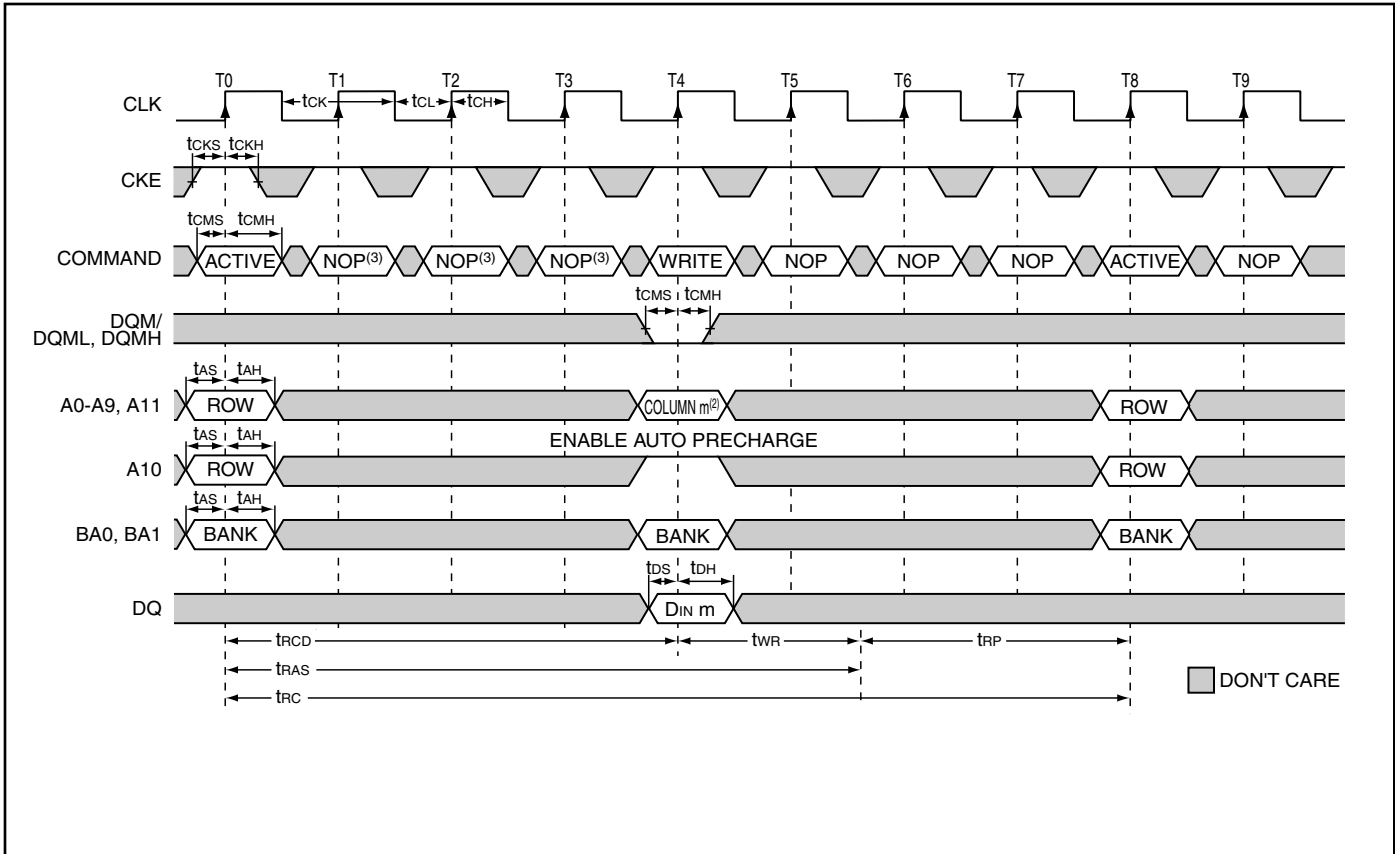 T0 T1 T2 T3 T4 T5 T6 T7 T8 T9
CLK tCK tCL tCH
tCKS tCKH
CKE
tCMS tCMH
COMMAND ACTIVE NOP(3) NOP(3) NOP(3) WRITE NOP NOP NOP ACTIVE NOP
tCMS tCMH
DQM/
DQML, DQMH
tAS tAH
A0-A9, A11 ROW COLUMN m(2) ROW
tAS tAH ENABLE AUTO PRECHARGE
A10 ROW ROW
tAS tAH
BA0, BA1 BANK BANK BANK
tDS tDH
DQ DIN m
tRCD tWR tRP
tRAS
tRC
DON'T CARE